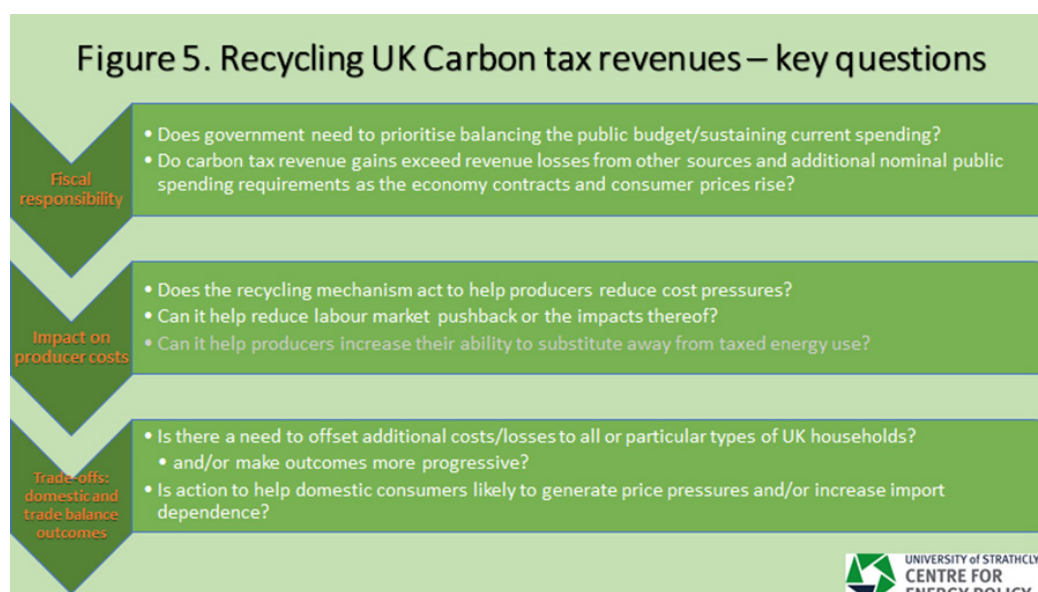 Figure 5. Recycling UK Carbon tax revenues – key questions
Fiscal
responsibility
• Does government need to prioritise balancing the public budget/sustaining current spending?
• Do carbon tax revenue gains exceed revenue losses from other sources and additional nominal public
spending requirements as the economy contracts and consumer prices rise?
Impact on
producer costs
• Does the recycling mechanism act to help producers reduce cost pressures?
• Can it help reduce labour market pushback or the impacts thereof?
• Can it help producers increase their ability to substitute away from taxed energy use?
Trade-offs:
domestic and
trade balance
outcomes
• Is there a need to offset additional costs/losses to all or particular types of UK households?
• and/or make outcomes more progressive?
• Is action to help domestic consumers likely to generate price pressures and/or increase import
dependence?
UNIVERSITY of STRATHCLY
CENTRE FOR
ENERGY POLICY